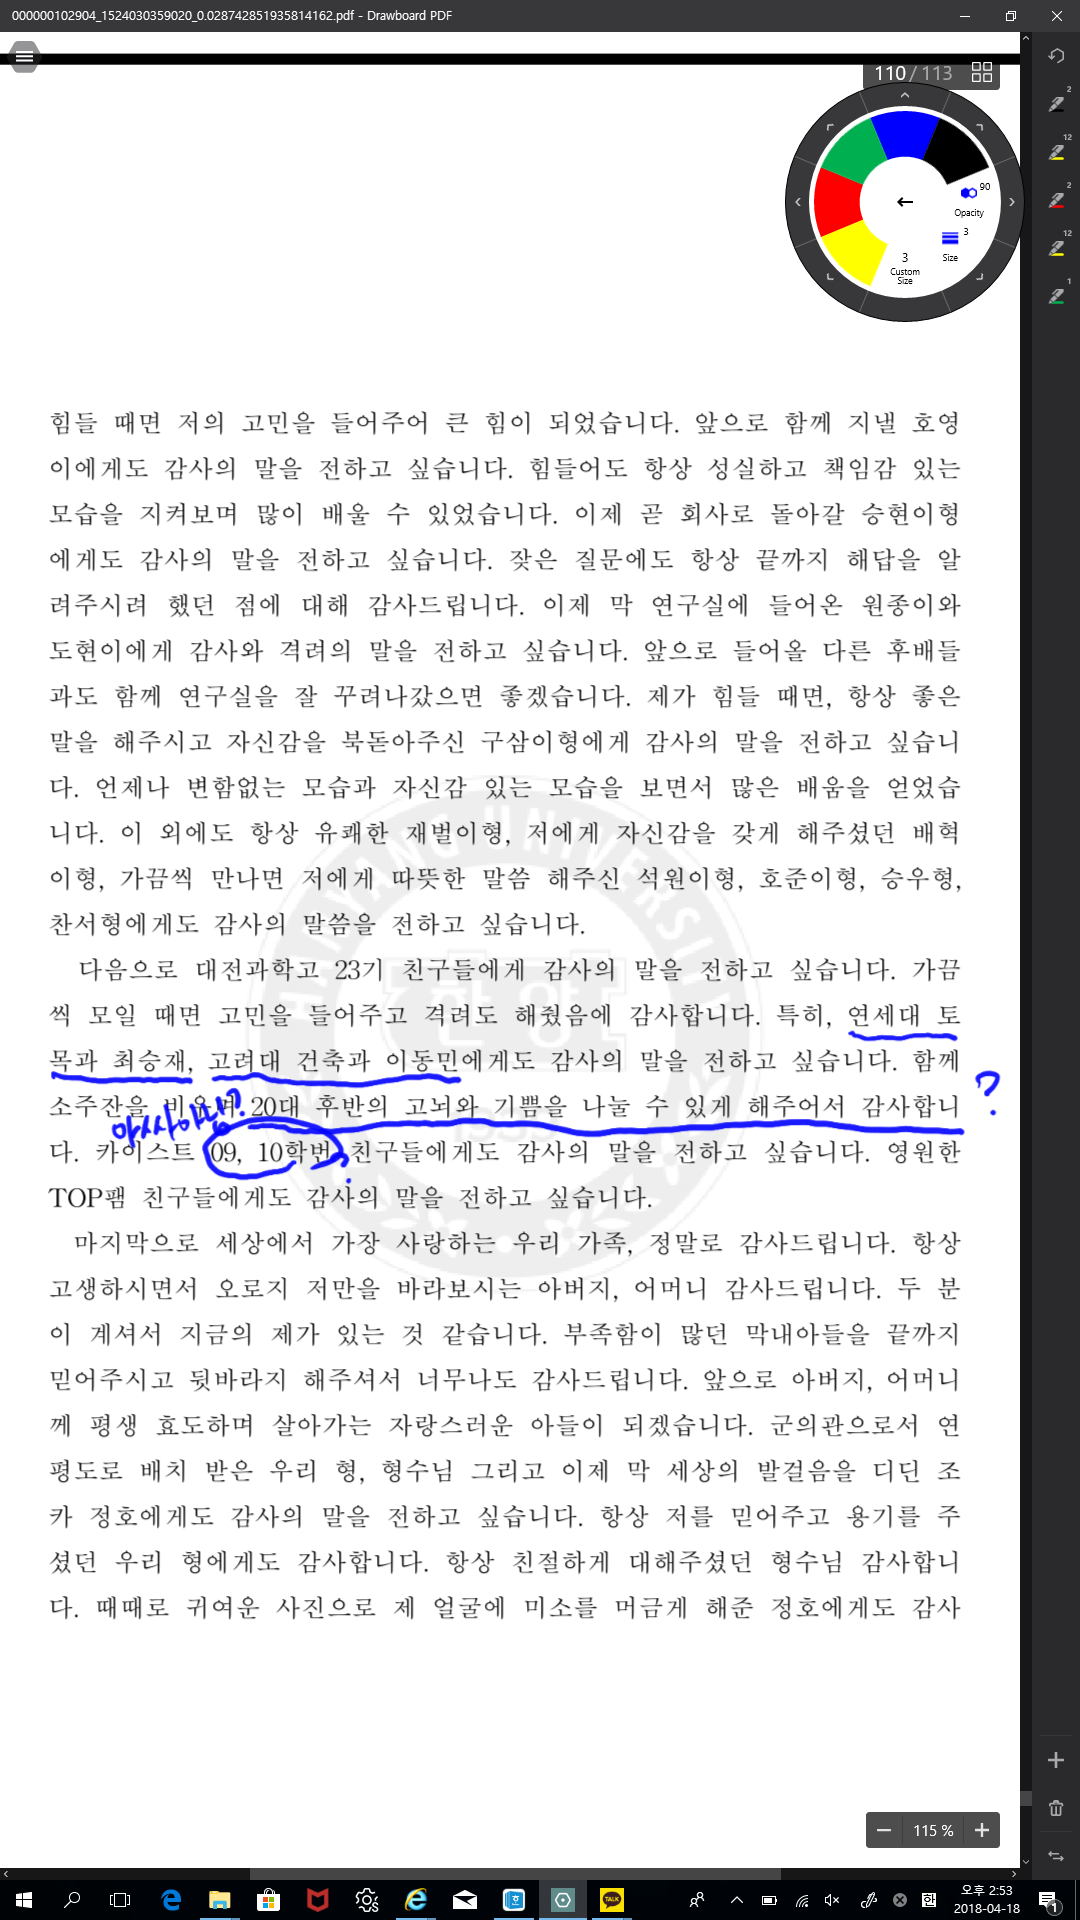 000000102904_1524030359020_0.028742851935814162.pdf - Drawboard PDF
110 / 113
2
12
2
12
1
90
Opacity
3
Size
3
Custom
Size
힘들 때면 저의 고민을 들어주어 큰 힘이 되었습니다. 앞으로 함께 지낼 호영
이에게도 감사의 말을 전하고 싶습니다. 힘들어도 항상 성실하고 책임감 있는
모습을 지켜보며 많이 배울 수 있었습니다. 이제 곧 회사로 돌아갈 승현이형
에게도 감사의 말을 전하고 싶습니다. 잦은 질문에도 항상 끝까지 해답을 알
려주시려 했던 점에 대해 감사드립니다. 이제 막 연구실에 들어온 원종이와
도현이에게 감사와 격려의 말을 전하고 싶습니다. 앞으로 들어올 다른 후배들
과도 함께 연구실을 잘 꾸려나갔으면 좋겠습니다. 제가 힘들 때면, 항상 좋은
말을 해주시고 자신감을 북돋아주신 구삼이형에게 감사의 말을 전하고 싶습니
다. 언제나 변함없는 모습과 자신감 있는 모습을 보면서 많은 배움을 얻었습
니다. 이 외에도 항상 유쾌한 재벌이형, 저에게 자신감을 갖게 해주셨던 배혁
이형, 가끔씩 만나면 저에게 따뜻한 말씀 해주신 석원이형, 호준이형, 승우형,
찬서형에게도 감사의 말씀을 전하고 싶습니다.
다음으로 대전과학고 23기 친구들에게 감사의 말을 전하고 싶습니다. 가끔
씩 모일 때면 고민을 들어주고 격려도 해줬음에 감사합니다. 특히, 연세대 토
목과 최승재, 고려대 건축과 이동민에게도 감사의 말을 전하고 싶습니다. 함께
소주잔을 비우며 20대 후반의 고뇌와 기쁨을 나눌 수 있게 해주어서 감사합니
?
다. 카이스트 09, 10학번 친구들에게도 감사의 말을 전하고 싶습니다. 영원한
TOP팸 친구들에게도 감사의 말을 전하고 싶습니다.
마지막으로 세상에서 가장 사랑하는 우리 가족, 정말로 감사드립니다. 항상
고생하시면서 오로지 저만을 바라보시는 아버지, 어머니 감사드립니다. 두 분
이 계셔서 지금의 제가 있는 것 같습니다. 부족함이 많던 막내아들을 끝까지
믿어주시고 뒷바라지 해주셔서 너무나도 감사드립니다. 앞으로 아버지, 어머니
께 평생 효도하며 살아가는 자랑스러운 아들이 되겠습니다. 군의관으로서 연
평도로 배치 받은 우리 형, 형수님 그리고 이제 막 세상의 발걸음을 디딘 조
카 정호에게도 감사의 말을 전하고 싶습니다. 항상 저를 믿어주고 용기를 주
셨던 우리 형에게도 감사합니다. 항상 친절하게 대해주셨던 형수님 감사합니
다. 때때로 귀여운 사진으로 제 얼굴에 미소를 머금게 해준 정호에게도 감사
HANYANG UNIVERSITY
한양
1939
115 %
TALK
한
오후 2:53
2018-04-18
1